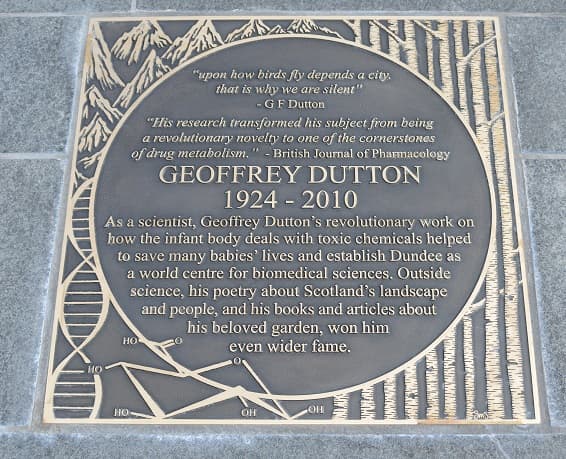 "upon how birds fly depends a city.
that is why we are silent"
- G F Dutton
"His research transformed his subject from being
a revolutionary novelty to one of the cornerstones
of drug metabolism." - British Journal of Pharmacology
GEOFFREY DUTTON
1924 - 2010
As a scientist, Geoffrey Dutton's revolutionary work on
how the infant body deals with toxic chemicals helped
to save many babies' lives and establish Dundee as
a world centre for biomedical sciences. Outside
science, his poetry about Scotland's landscape
and people, and his books and articles about
his beloved garden, won him
even wider fame.
HO O
HO O
HO OH OH